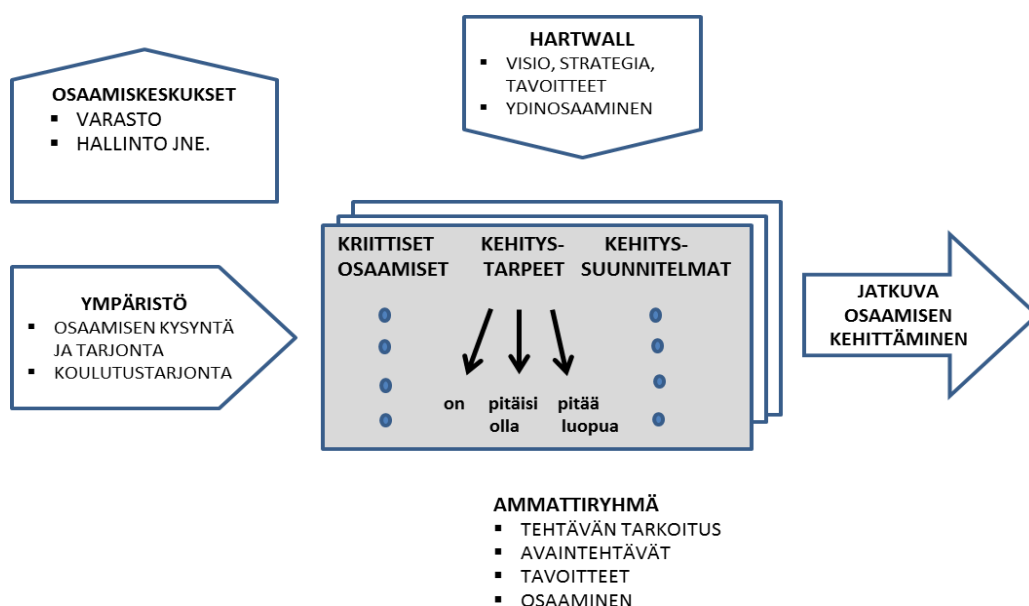 HARTWALL
▪ VISIO, STRATEGIA,
TAVOITTEET
▪ YDINOSAAMINEN
OSAAMISKESKUKSET
▪ VARASTO
▪ HALLINTO JNE.
KRIITTISET
OSAAMISET
KEHITYS-
TARPEET
KEHITYS-
SUUNNITELMAT
on
pitäisi
olla
pitää
luopua
YMPÄRISTÖ
▪ OSAAMISEN KYSYNTÄ
JA TARJONTA
▪ KOULUTUSTARJONTA
JATKUVA
OSAAMISEN
KEHITTÄMINEN
AMMATTIRYHMÄ
▪ TEHTÄVÄN TARKOITUS
▪ AVAINTEHTÄVÄT
▪ TAVOITTEET
▪ OSAAMINEN